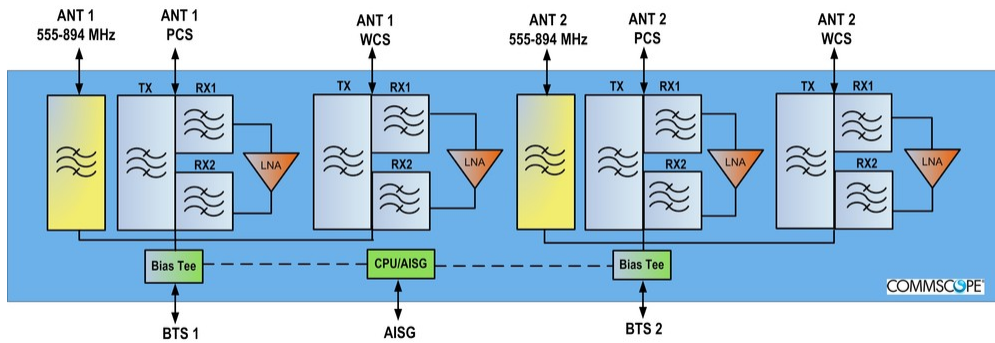 ANT 1
555-894 MHz
ANT 1
PCS
ANT 1
WCS
ANT 2
555-894 MHz
ANT 2
PCS
ANT 2
WCS
TX
RX1
RX2
LNA
TX
RX1
RX2
LNA
TX
RX1
RX2
LNA
TX
RX1
RX2
LNA
Bias Tee
CPU/AISG
Bias Tee
COMMSCOPE®
BTS 1
AISG
BTS 2